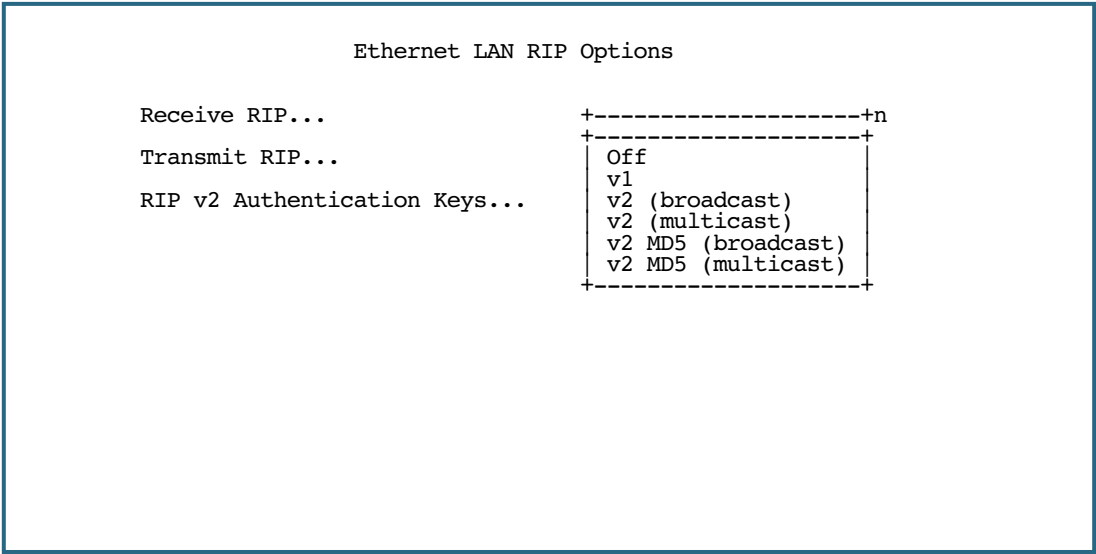 Ethernet LAN RIP Options
Receive RIP... +--------------------+n
+--------------------+
Transmit RIP... | Off |
| v1 |
RIP v2 Authentication Keys... | v2 (broadcast) |
| v2 (multicast) |
| v2 MD5 (broadcast) |
| v2 MD5 (multicast) |
+--------------------+